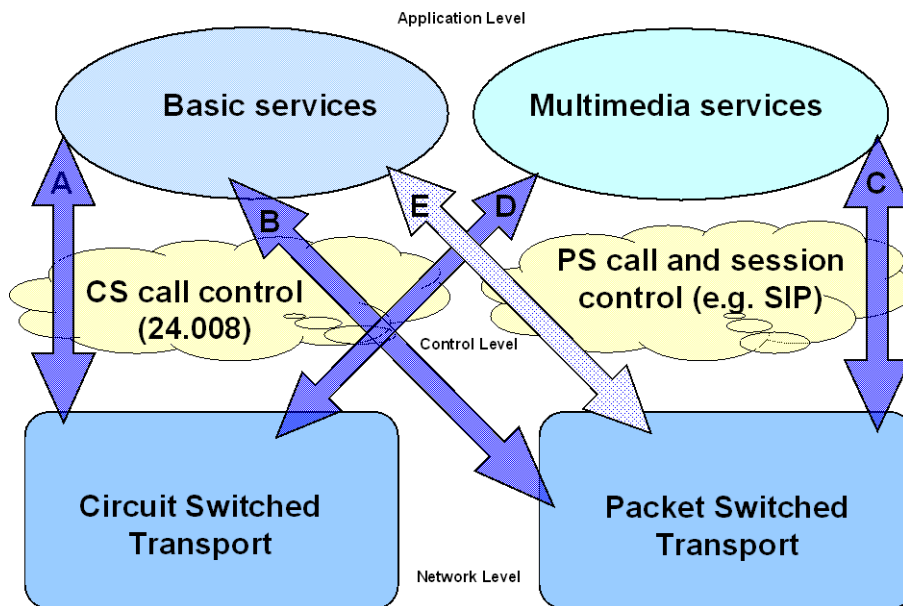 Application Level
Basic services
Multimedia services
A
B
E
D
C
CS call control
(24.008)
PS call and session
control (e.g. SIP)
Control Level
Circuit Switched
Transport
Packet Switched
Transport
Network Level